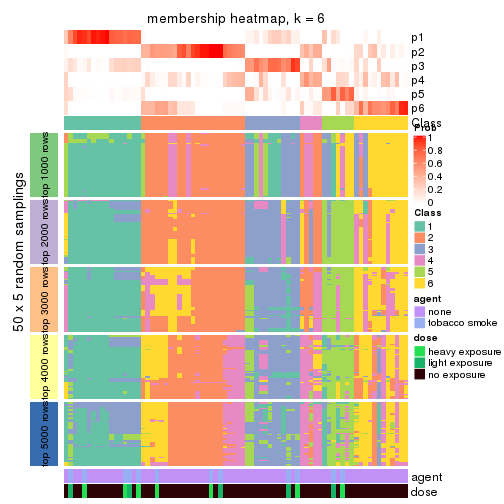 membership heatmap, k = 6
p1
p2
p3
p4
p5
p6
Class
50 x 5 random samplings
top 1000 rows
top 2000 rows
top 3000 rows
top 4000 rows
top 5000 rows
Prob
1
0.8
0.6
0.4
0.2
0
Class
1
2
3
4
5
6
agent
none
tobacco smoke
dose
heavy exposure
light exposure
no exposure
agent
dose